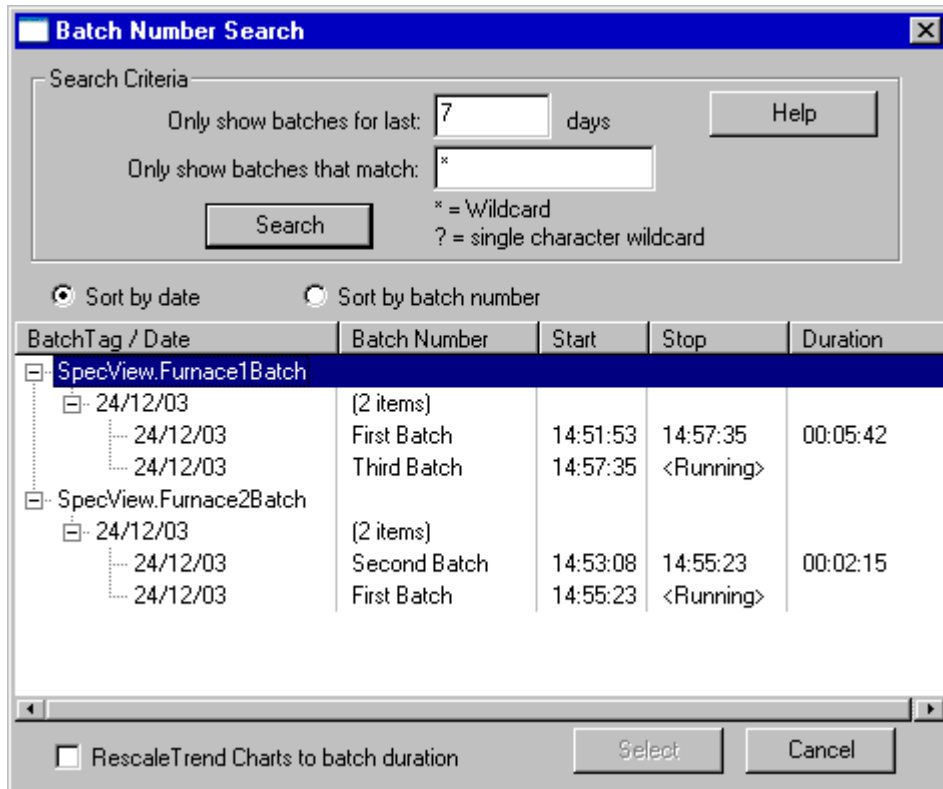 Batch Number Search
Search Criteria
Only show batches for last: 7 days Help
Only show batches that match: *
Search * = Wildcard
? = single character wildcard
Sort by date Sort by batch number
BatchTag / Date Batch Number Start Stop Duration
SpecView.Furnace1Batch
24/12/03 (2 items)
24/12/03 First Batch 14:51:53 14:57:35 00:05:42
24/12/03 Third Batch 14:57:35 <Running>
SpecView.Furnace2Batch
24/12/03 (2 items)
24/12/03 Second Batch 14:53:08 14:55:23 00:02:15
24/12/03 First Batch 14:55:23 <Running>
RescaleTrend Charts to batch duration Select Cancel